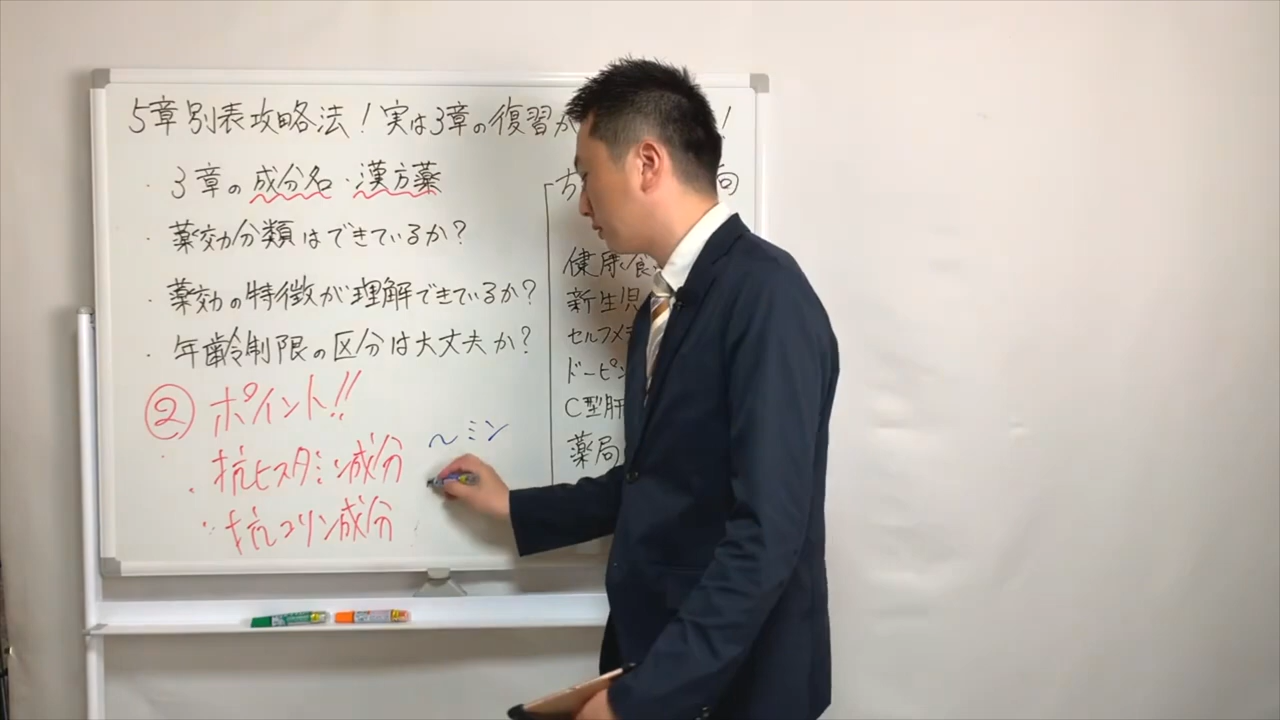 5章別表攻略法!実は3章の復習が
!
・3章の成分名・漢方薬
・薬効分類はできているか?
・薬効の特徴が理解できているか?
・年齢制限の区分は大丈夫か?
② ポイント!!
・抗ヒスタミン成分
〜ミン
・抗コリン成分
向
健康食
新生児
セルフメ
ドーピン
C型肝
薬局